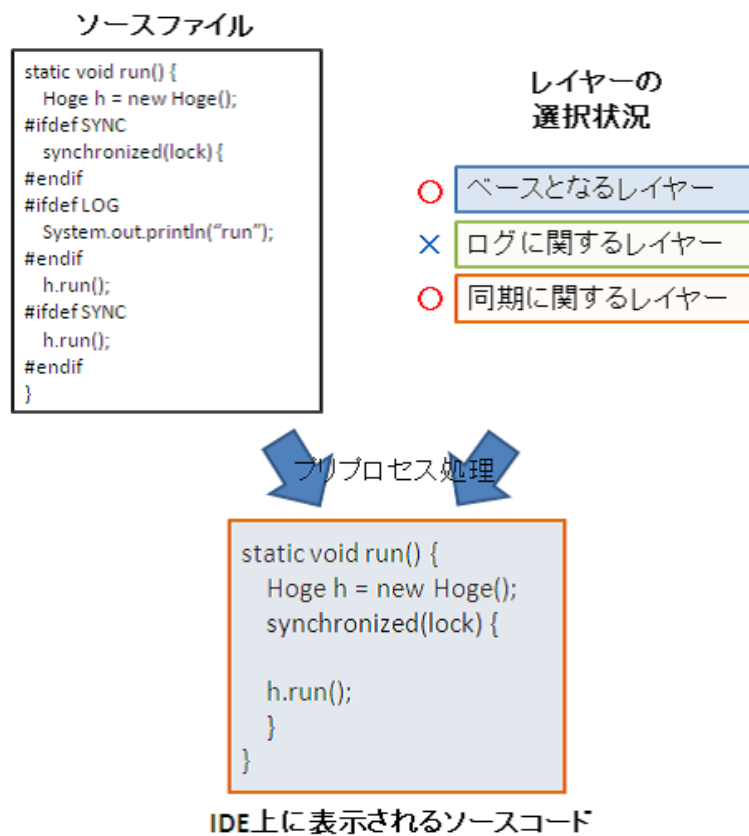 ソースファイル
static void run() {
Hoge h = new Hoge();
#ifdef SYNC
synchronized(lock) {
#endif
#ifdef LOG
System.out.println(“run”);
#endif
h.run();
#ifdef SYNC
h.run();
#endif
}
レイヤーの
選択状況
○ ベースとなるレイヤー
× ログに関するレイヤー
○ 同期に関するレイヤー
プリプロセス処理
static void run() {
Hoge h = new Hoge();
synchronized(lock) {
h.run();
}
}
IDE上に表示されるソースコード